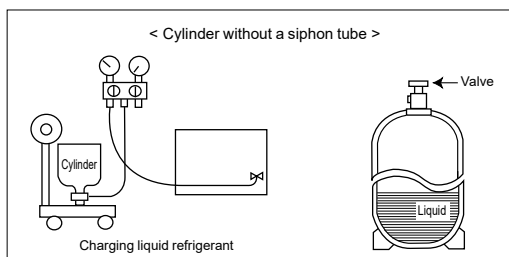 < Cylinder without a siphon tube >
Valve
Cylinder
Liquid
Charging liquid refrigerant